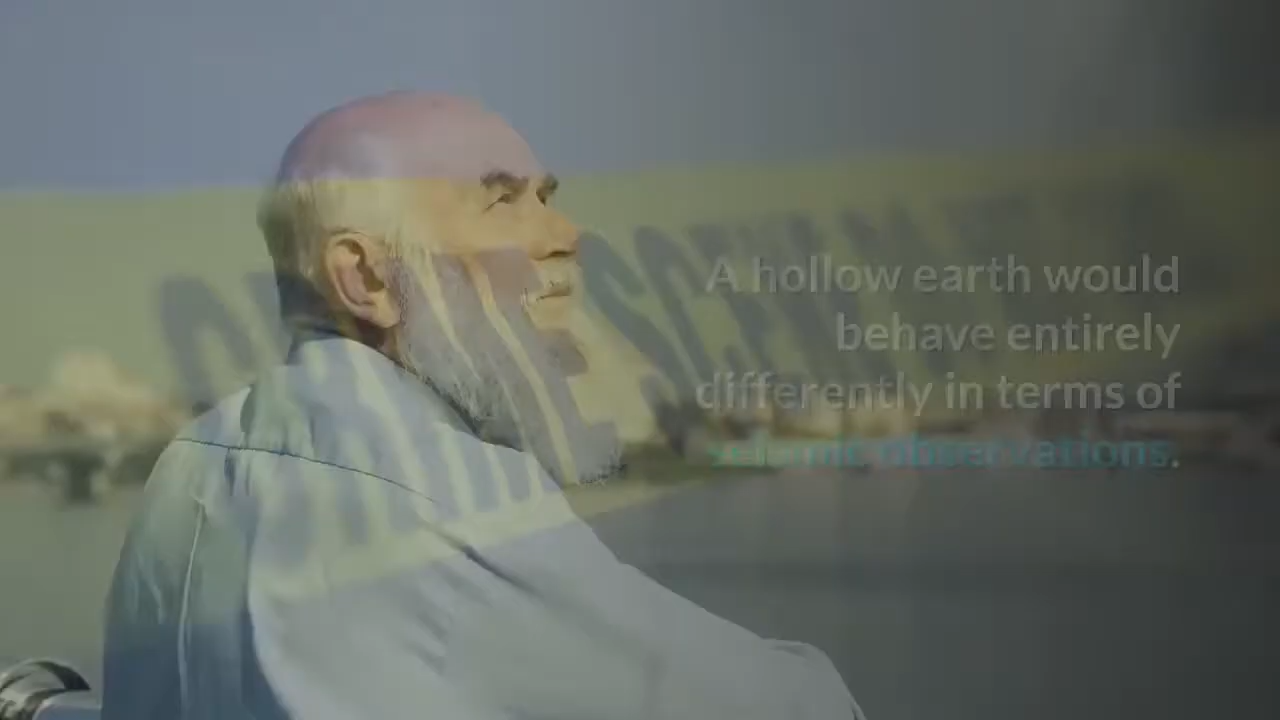 A hollow earth would
behave entirely
differently in terms of
seismic observations.